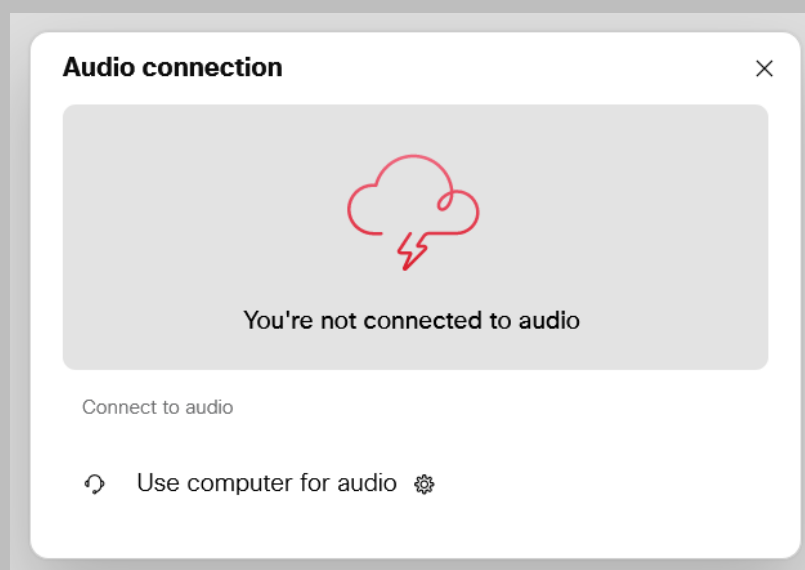 Audio connection
You're not connected to audio
Connect to audio
Use computer for audio